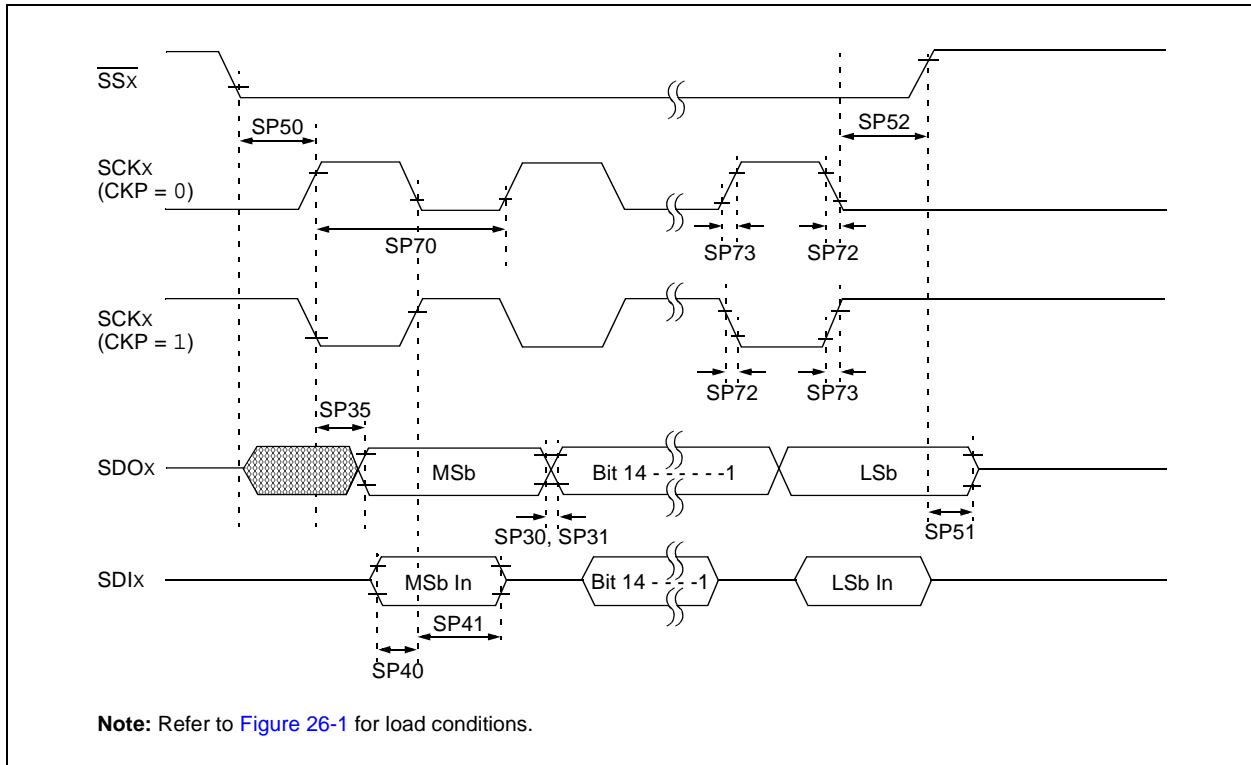 SSX
SP50
SP52
SCKX
(CKP = 0)
SP70
SP73
SP72
SCKX
(CKP = 1)
SP72
SP73
SP35
SDOX
MSb
Bit 14 - - - - - -1
LSb
SP30, SP31
SP51
SDIX
MSb In
Bit 14 - - - -1
LSb In
SP41
SP40
Note: Refer to Figure 26-1 for load conditions.